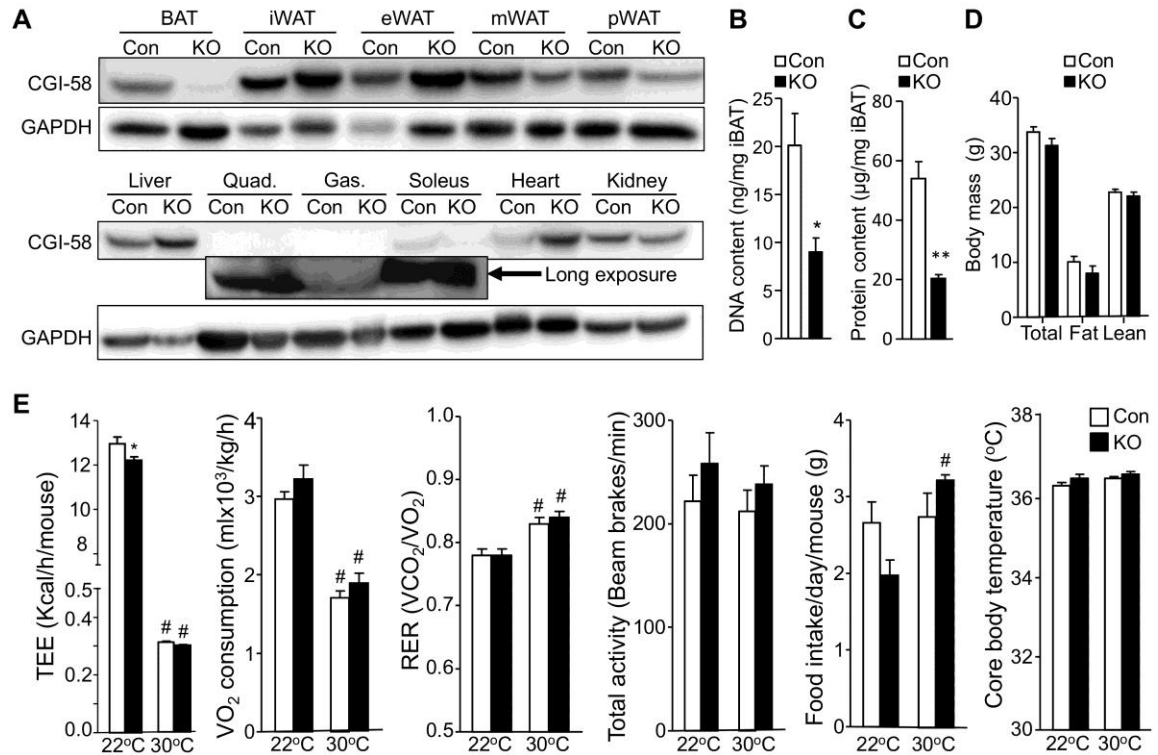 A
BAT iWAT eWAT mWAT pWAT
Con KO Con KO Con KO Con KO Con KO
CGI-58
GAPDH
Liver Quad. Gas. Soleus Heart Kidney
Con KO Con KO Con KO Con KO Con KO Con KO
CGI-58
Long exposure
GAPDH
B
Con
KO
DNA content (ng/mg iBAT)
25
20
15
10
5
0
*
C
Con
KO
Protein content (µg/mg iBAT)
80
60
40
20
0
**
D
Con
KO
Body mass (g)
40
30
20
10
0
Total Fat Lean
E
TEE (Kcal/h/mouse)
14
13
12
10
8
0.5
0.3
0.1
0.0
*
# #
22°C 30°C
VO2 consumption (mlx10³/kg/h)
4
3
2
1
0
# #
22°C 30°C
RER (VCO2/VO2)
1.0
0.9
0.8
0.7
0.6
0.5
# #
22°C 30°C
Total activity (Beam brakes/min)
300
200
100
0
22°C 30°C
Food intake/day/mouse (g)
4
3
2
1
0
#
22°C 30°C
Core body temperature (°C)
38
36
34
32
30
22°C 30°C
Con
KO